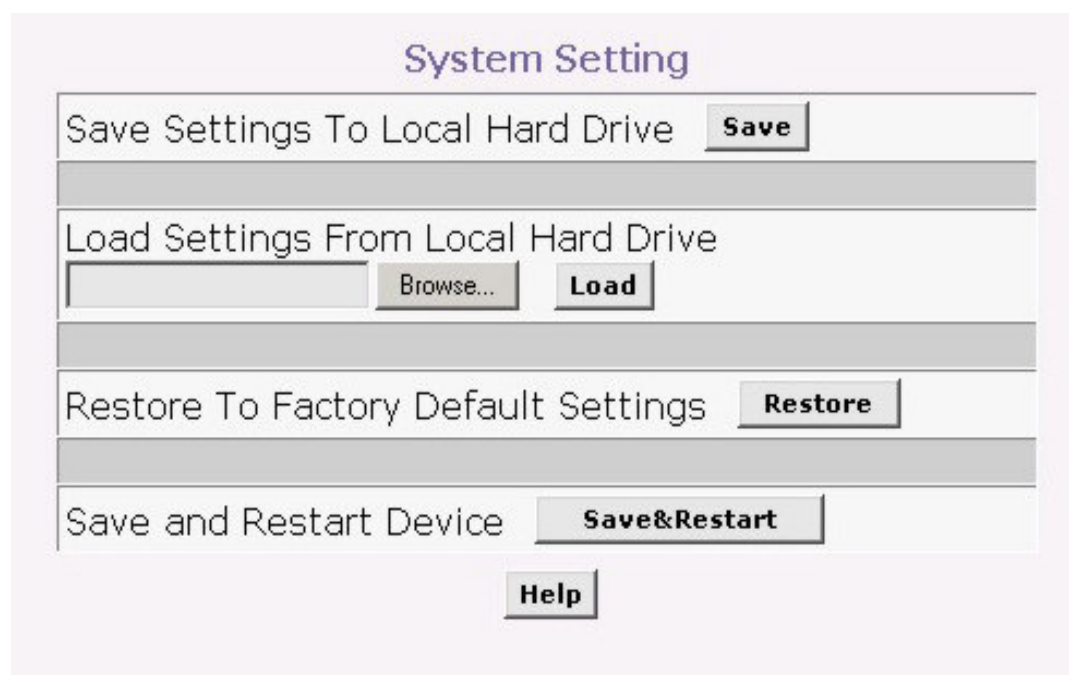 System Setting
Save Settings To Local Hard Drive Save
Load Settings From Local Hard Drive
Browse... Load
Restore To Factory Default Settings Restore
Save and Restart Device Save&Restart
Help